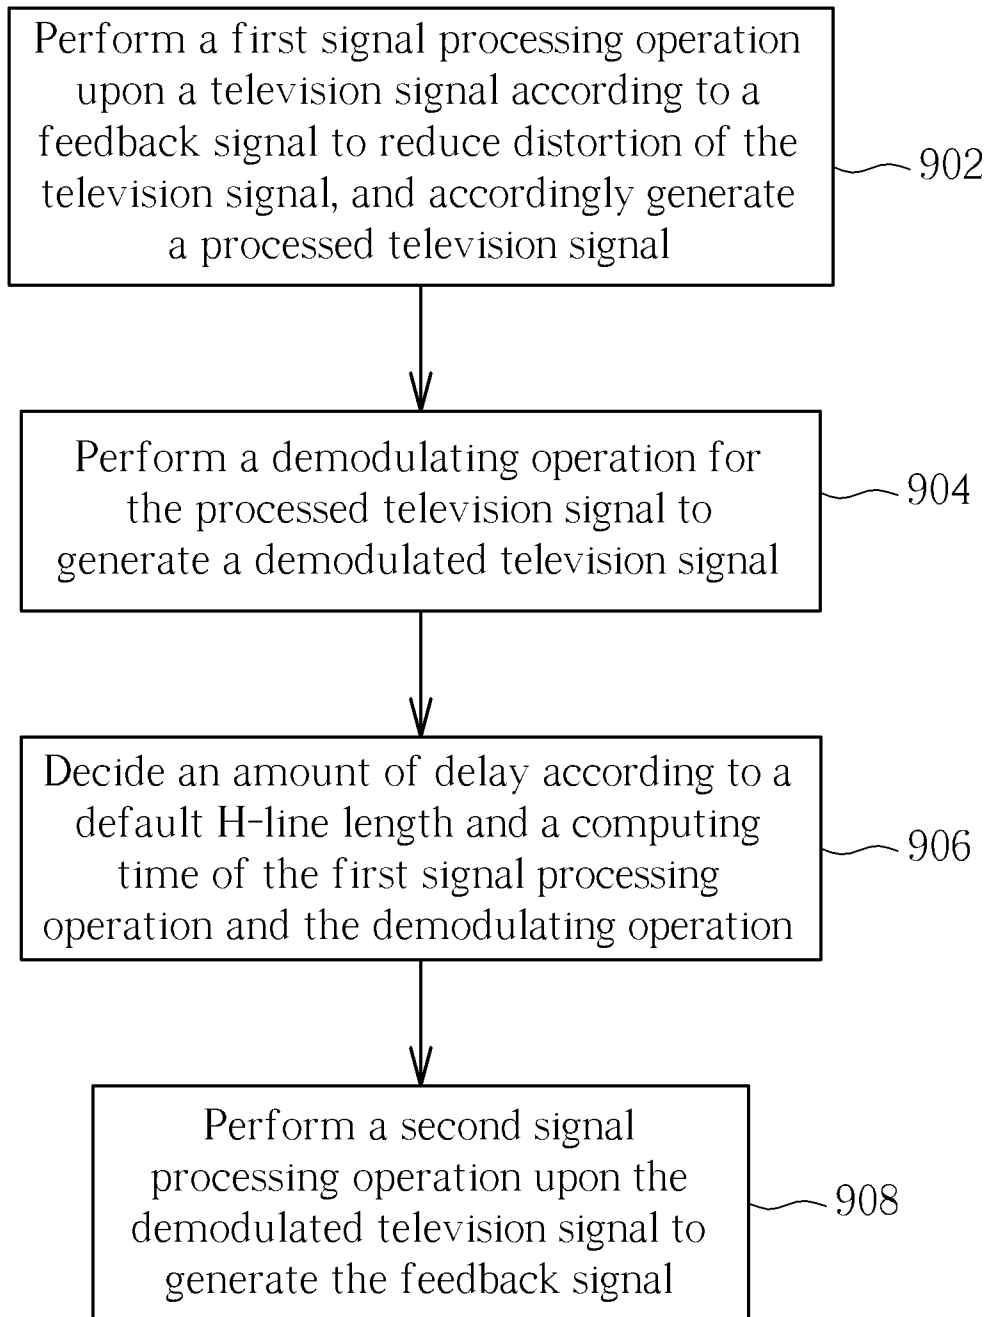 Perform a first signal processing operation
upon a television signal according to a
feedback signal to reduce distortion of the
television signal, and accordingly generate
a processed television signal
902
Perform a demodulating operation for
the processed television signal to
generate a demodulated television signal
904
Decide an amount of delay according to a
default H-line length and a computing
time of the first signal processing
operation and the demodulating operation
906
Perform a second signal
processing operation upon the
demodulated television signal to
generate the feedback signal
908